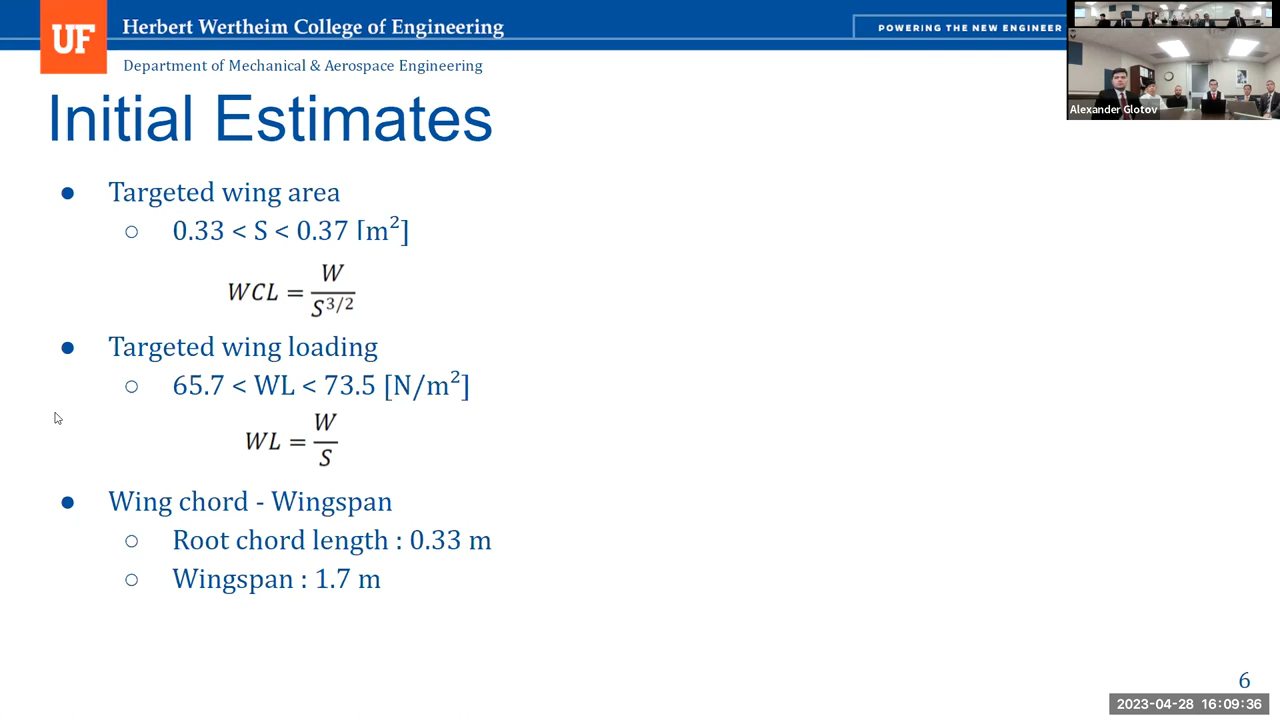 UF Herbert Wertheim College of Engineering
POWERING THE NEW ENGINEER
Department of Mechanical & Aerospace Engineering
Alexander Glotov
Initial Estimates
● Targeted wing area
○ 0.33 < S < 0.37 [m²]
WCL = W / S^3/2
● Targeted wing loading
○ 65.7 < WL < 73.5 [N/m²]
WL = W / S
● Wing chord - Wingspan
○ Root chord length : 0.33 m
○ Wingspan : 1.7 m
6
2023-04-28 16:09:36